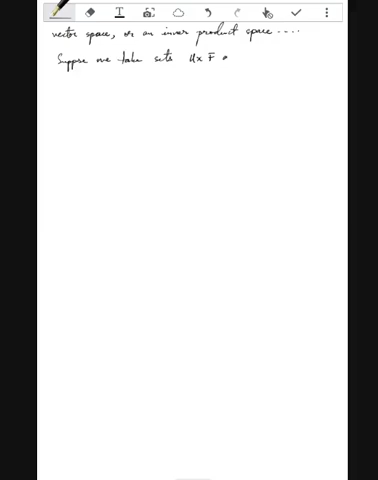 vector space, or an inner product space ....
Suppose we take sets U x F